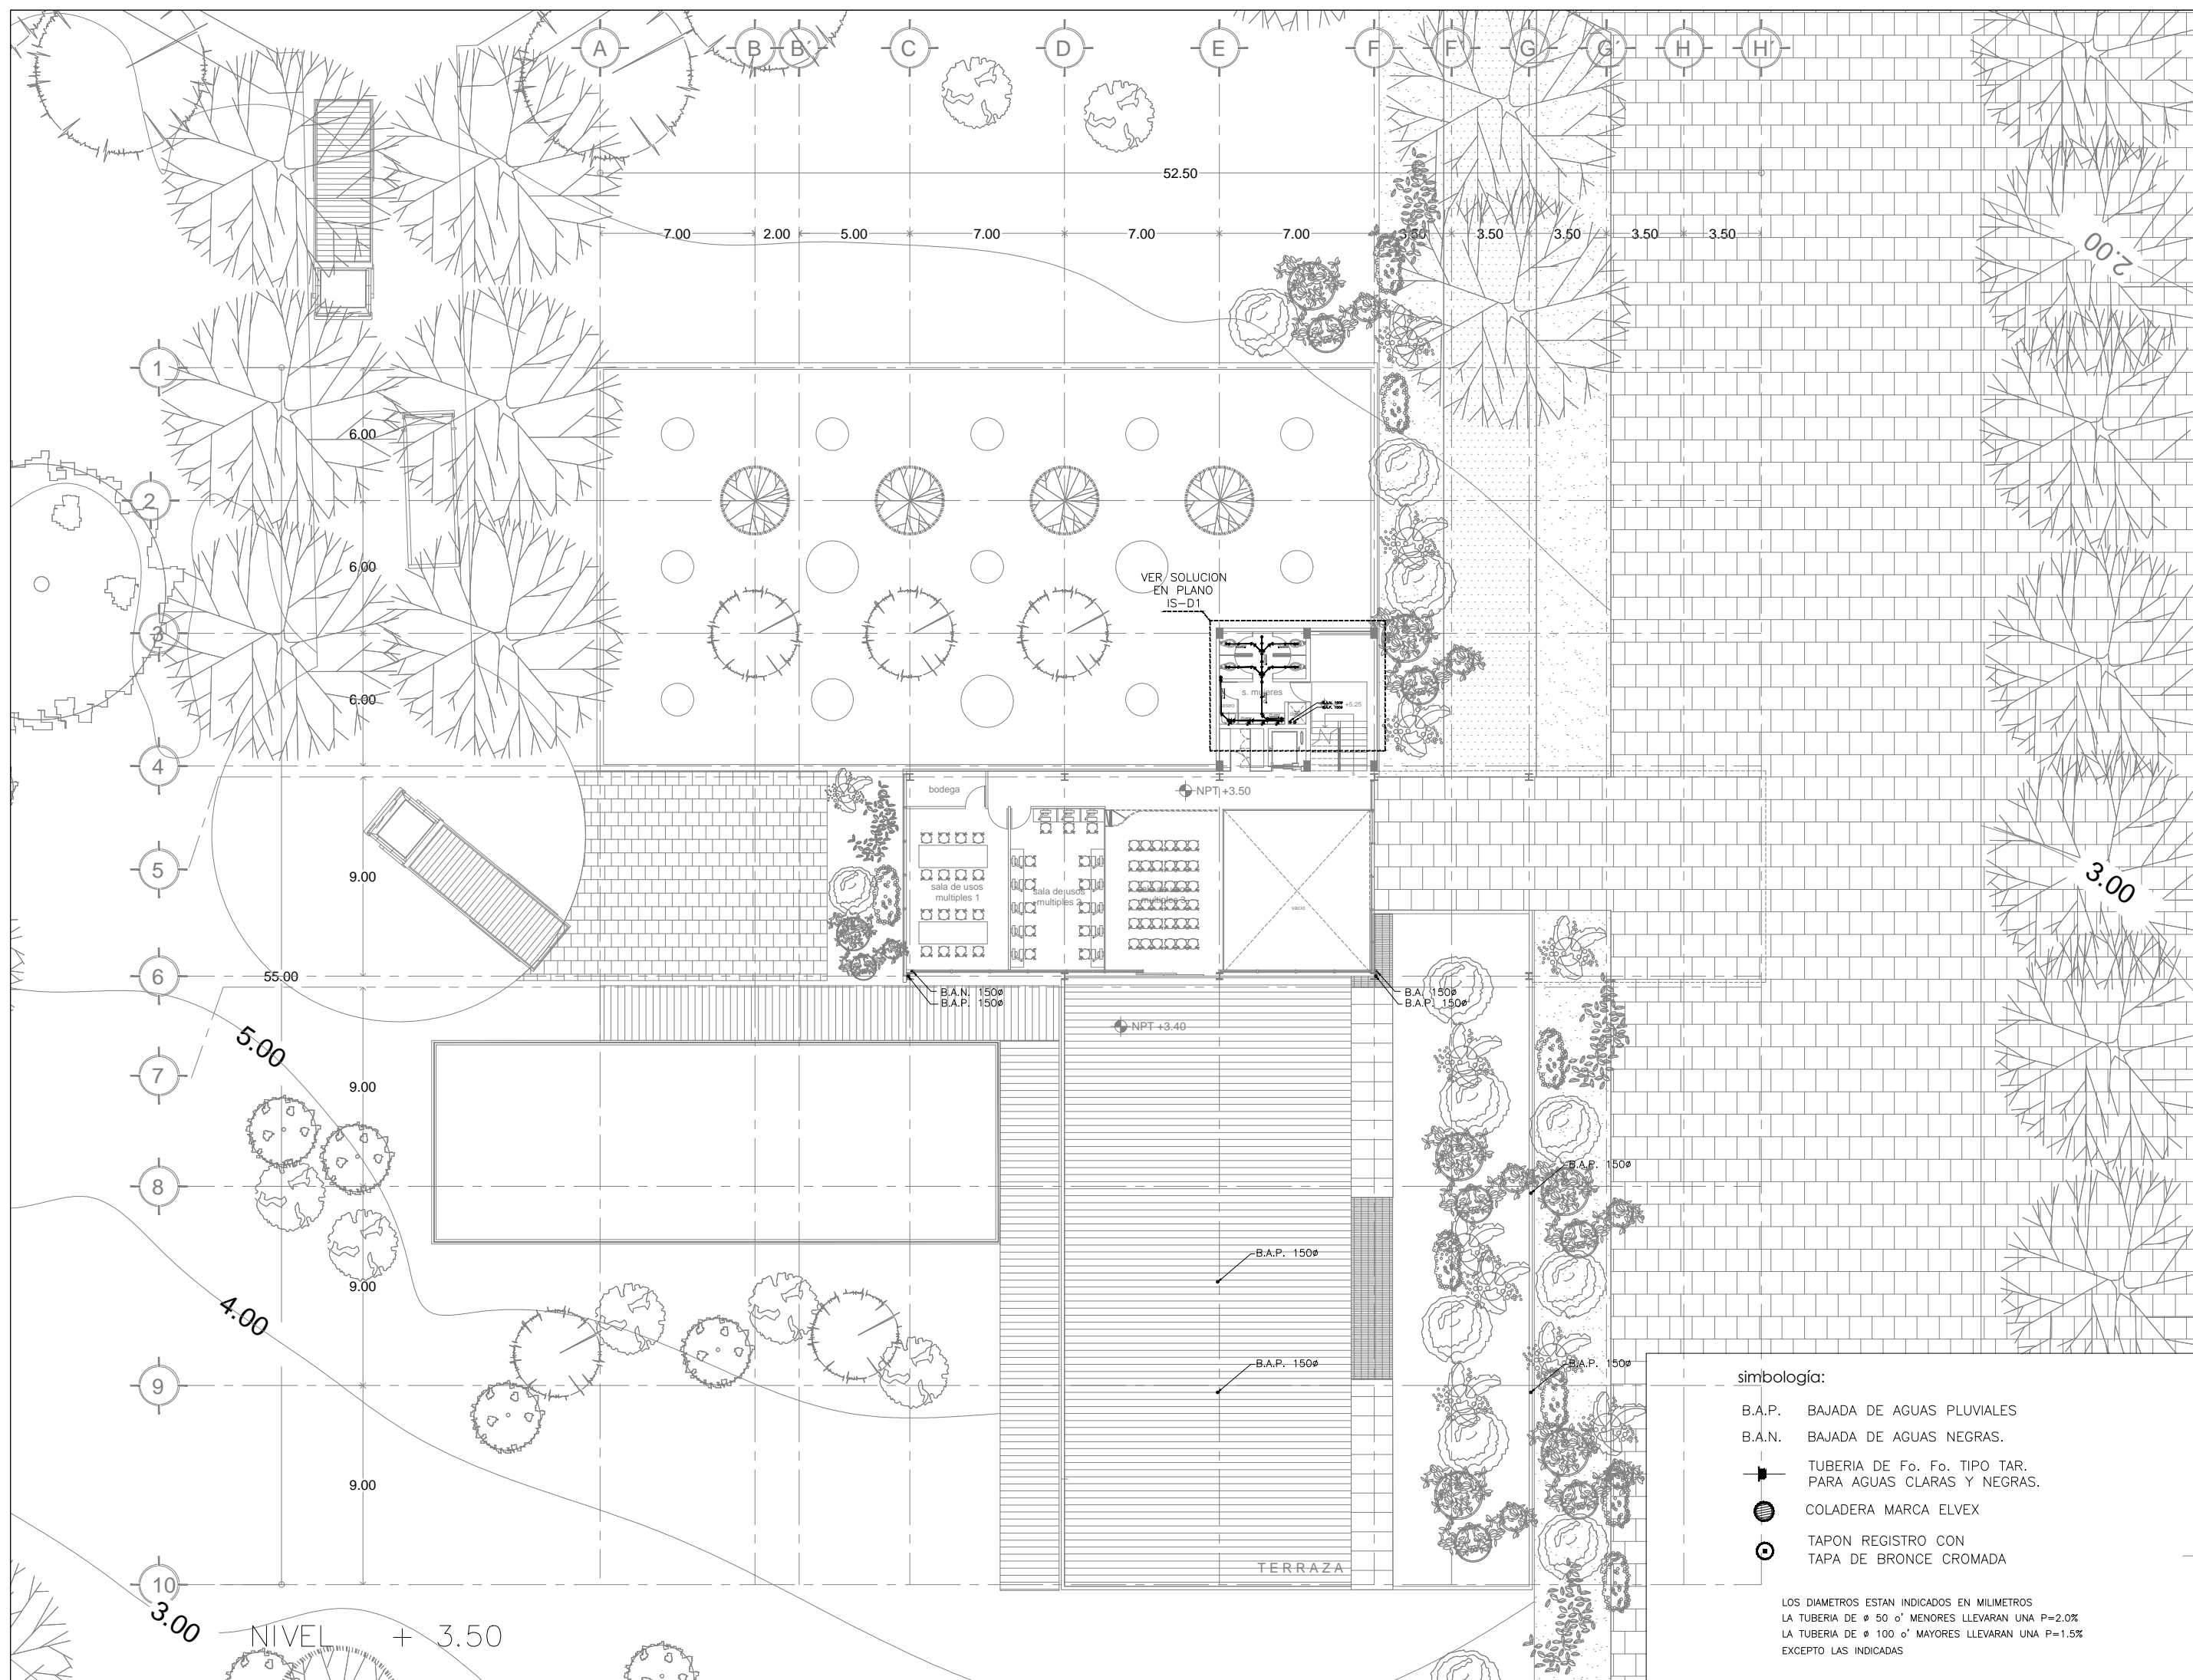 A B B' C D E F F' G G' H H'
52.50
7.00 2.00 5.00 7.00 7.00 7.00 3.50 3.50 3.50 3.50 3.50
2.00
1
6.00
2
6.00
VER SOLUCION
EN PLANO
IS-D1
3
6.00
s. mujeres
aseo
+5.25
4
bodega
NPT +3.50
5
9.00
3.00
sala de usos
multiples 1
sala de usos
multiples 2
multiples 3
vacio
6
55.00
B.A.N. 150ø
B.A.P. 150ø
B.A. 150ø
B.A.P. 150ø
NPT +3.40
5.00
7
9.00
B.A.P. 150ø
8
B.A.P. 150ø
9.00
4.00
B.A.P. 150ø
B.A.P. 150ø
9
9.00
TERRAZA
10
3.00
NIVEL + 3.50
simbología:
B.A.P. BAJADA DE AGUAS PLUVIALES
B.A.N. BAJADA DE AGUAS NEGRAS.
TUBERIA DE Fo. Fo. TIPO TAR.
PARA AGUAS CLARAS Y NEGRAS.
COLADERA MARCA ELVEX
TAPON REGISTRO CON
TAPA DE BRONCE CROMADA
LOS DIAMETROS ESTAN INDICADOS EN MILIMETROS
LA TUBERIA DE ø 50 o' MENORES LLEVARAN UNA P=2.0%
LA TUBERIA DE ø 100 o' MAYORES LLEVARAN UNA P=1.5%
EXCEPTO LAS INDICADAS